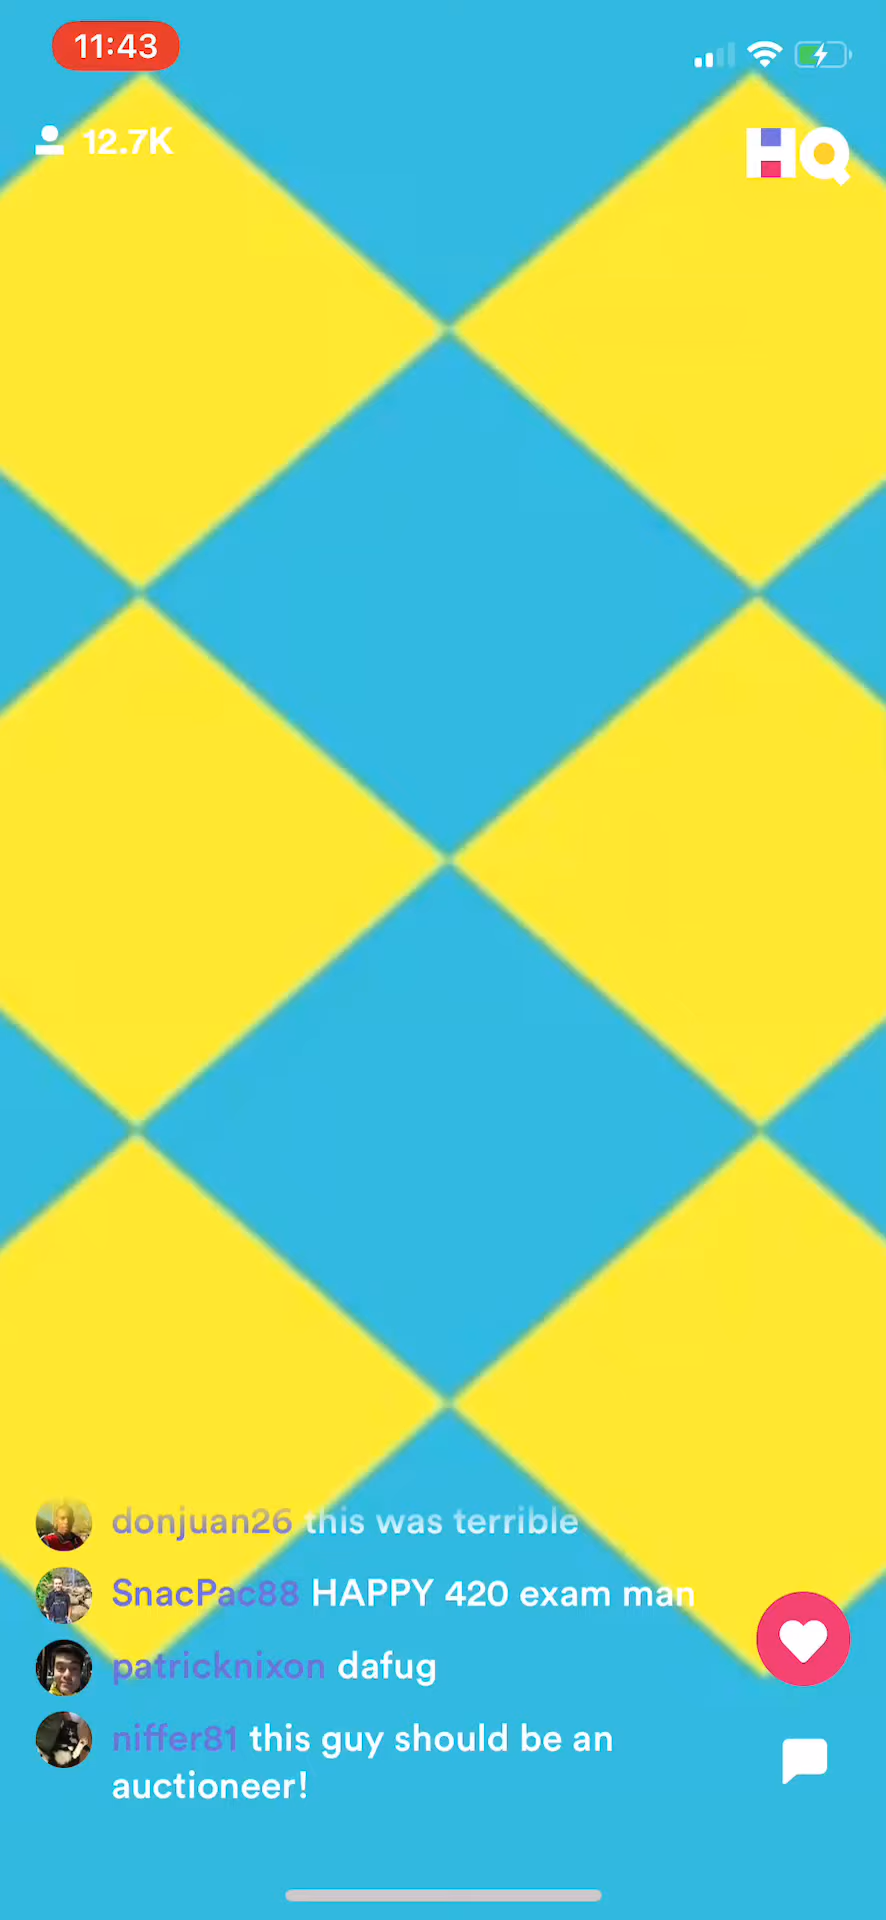 11:43
12.7K
HQ
donjuan26 this was terrible
SnacPac88 HAPPY 420 exam man
patricknixon dafug
niffer81 this guy should be an
auctioneer!